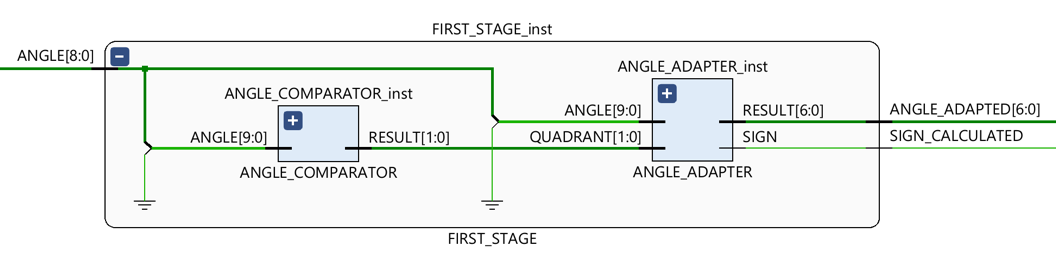 FIRST_STAGE_inst
ANGLE[8:0]
ANGLE_ADAPTER_inst
ANGLE_COMPARATOR_inst
ANGLE[9:0]
RESULT[6:0]
ANGLE_ADAPTED[6:0]
ANGLE[9:0]
RESULT[1:0]
QUADRANT[1:0]
SIGN
SIGN_CALCULATED
ANGLE_COMPARATOR
ANGLE_ADAPTER
FIRST_STAGE